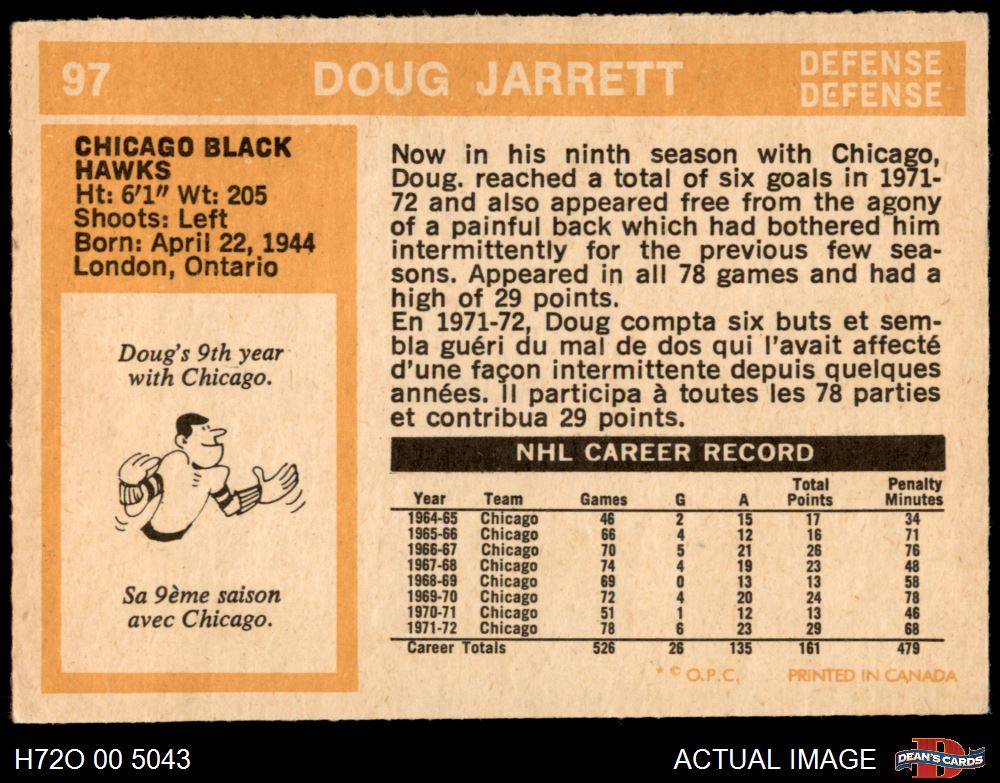 97 DOUG JARRETT DEFENSE
DEFENSE
CHICAGO BLACK
HAWKS
Ht: 6'1" Wt: 205
Shoots: Left
Born: April 22, 1944
London, Ontario
Doug's 9th year
with Chicago.
Sa 9ème saison
avec Chicago.
Now in his ninth season with Chicago,
Doug. reached a total of six goals in 1971-
72 and also appeared free from the agony
of a painful back which had bothered him
intermittently for the previous few sea-
sons. Appeared in all 78 games and had a
high of 29 points.
En 1971-72, Doug compta six buts et sem-
bla guéri du mal de dos qui l'avait affecté
d'une façon intermittente depuis quelques
années. Il participa à toutes les 78 parties
et contribua 29 points.
NHL CAREER RECORD
Total Penalty
Year Team Games G A Points Minutes
1964-65 Chicago 46 2 15 17 34
1965-66 Chicago 66 4 12 16 71
1966-67 Chicago 70 5 21 26 76
1967-68 Chicago 74 4 19 23 48
1968-69 Chicago 69 0 13 13 58
1969-70 Chicago 72 4 20 24 78
1970-71 Chicago 51 1 12 13 46
1971-72 Chicago 78 6 23 29 68
Career Totals 526 26 135 161 479
* © O.P.C. PRINTED IN CANADA
H72O 00 5043 ACTUAL IMAGE D DEAN'S CARDS